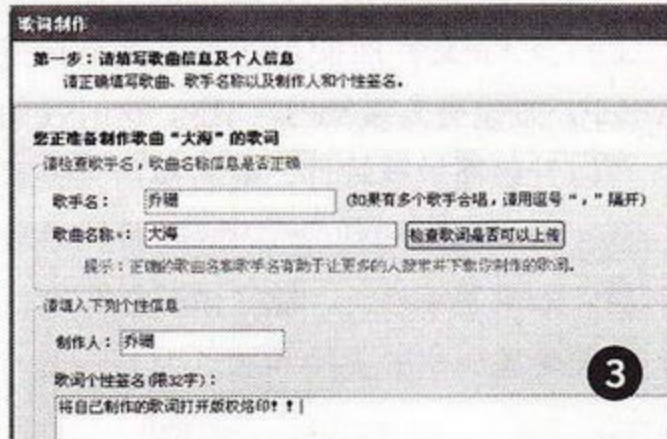 歌词制作
第一步：请填写歌曲信息及个人信息
请正确填写歌曲、歌手名称以及制作人和个性签名。
您正准备制作歌曲“大海”的歌词
请检查歌手名，歌曲名称信息是否正确
歌手名： 乔珊 (如果有多个歌手合唱，请用逗号“，”隔开)
歌曲名称*： 大海 检查歌词是否可以上传
提示：正确的歌曲名和歌手名有助于让更多的人搜索并下载你制作的歌词。
请填入下列个性信息
制作人： 乔珊
歌词个性签名(限32字)：
将自己制作的歌词打开版权烙印！！
3